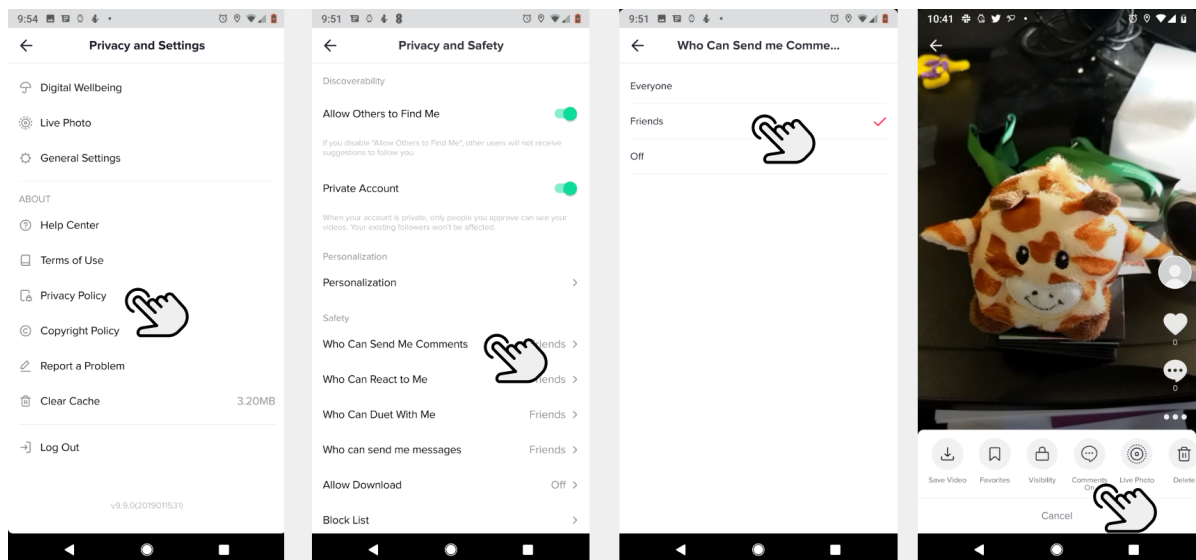 9:54
Privacy and Settings
Digital Wellbeing
Live Photo
General Settings
ABOUT
Help Center
Terms of Use
Privacy Policy
Copyright Policy
Report a Problem
Clear Cache 3.20MB
Log Out
v9.9.0(2019011531)
9:51
Privacy and Safety
Discoverability
Allow Others to Find Me
If you disable "Allow Others to Find Me", other users will not receive
suggestions to follow you.
Private Account
When your account is private, only people you approve can see your
videos. Your existing followers won't be affected.
Personalization
Personalization
Safety
Who Can Send Me Comments
Who Can React to Me
Who Can Duet With Me Friends
Who can send me messages Friends
Allow Download Off
Block List
9:51
Who Can Send me Comme...
Everyone
Friends
Off
10:41
0
0
Save Video Favorites Visibility Comments Live Photo Delete
On
Cancel